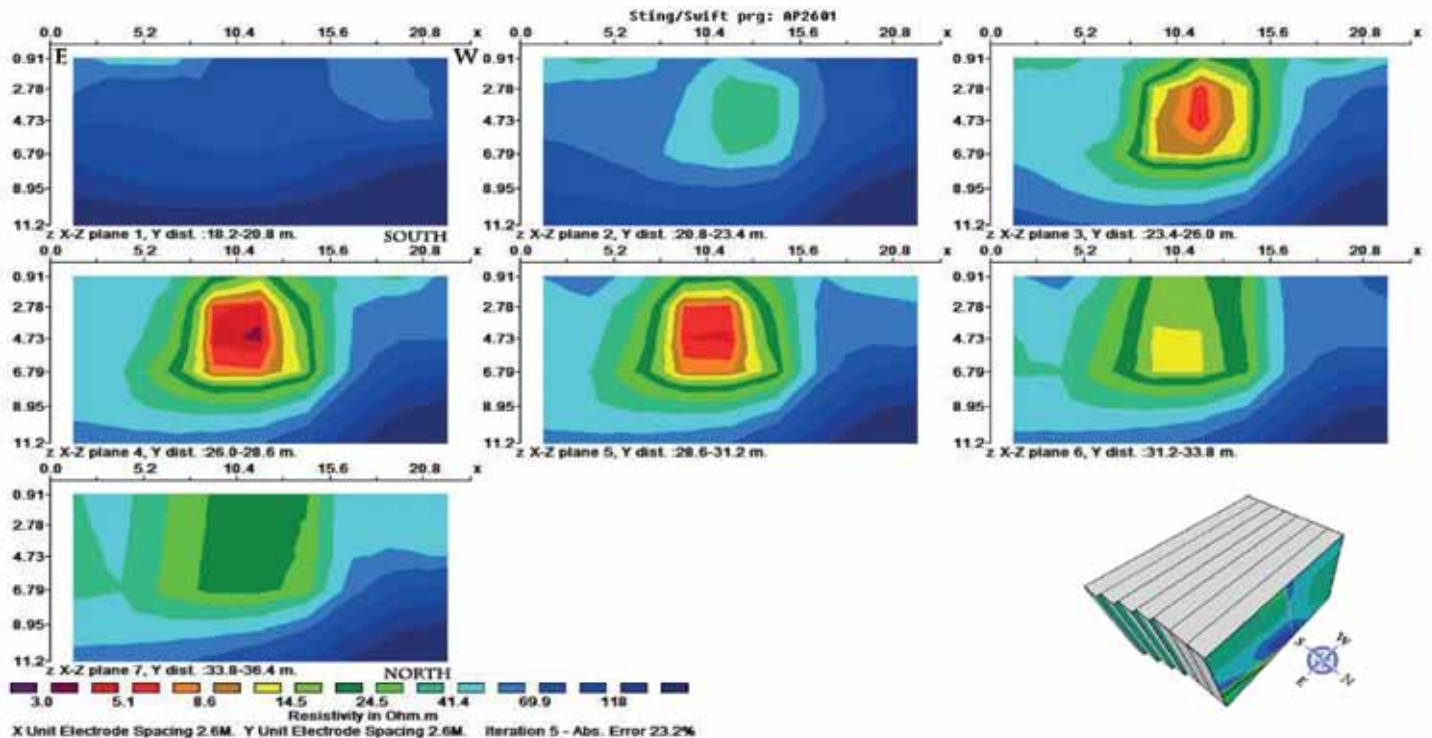 Sting/Swift prg: AP2601
0.0 5.2 10.4 15.6 20.8 x
0.0 5.2 10.4 15.6 20.8 x
0.0 5.2 10.4 15.6 20.8 x
E W
0.91
2.78
4.73
6.79
8.95
11.2
0.91
2.78
4.73
6.79
8.95
11.2
0.91
2.78
4.73
6.79
8.95
11.2
z X-Z plane 1, Y dist. :18.2-20.8 m. SOUTH
z X-Z plane 2, Y dist. :20.8-23.4 m.
z X-Z plane 3, Y dist. :23.4-26.0 m.
0.0 5.2 10.4 15.6 20.8 x
0.0 5.2 10.4 15.6 20.8 x
0.0 5.2 10.4 15.6 20.8 x
0.91
2.78
4.73
6.79
8.95
11.2
0.91
2.78
4.73
6.79
8.95
11.2
0.91
2.78
4.73
6.79
8.95
11.2
z X-Z plane 4, Y dist. :26.0-28.6 m.
z X-Z plane 5, Y dist. :28.6-31.2 m.
z X-Z plane 6, Y dist. :31.2-33.8 m.
0.0 5.2 10.4 15.6 20.8 x
0.91
2.78
4.73
6.79
8.95
11.2
z X-Z plane 7, Y dist. :33.8-36.4 m. NORTH
S W
E N
3.0 5.1 8.6 14.5 24.5 41.4 69.9 118
Resistivity in Ohm.m
X Unit Electrode Spacing 2.6M. Y Unit Electrode Spacing 2.6M. Iteration 5 - Abs. Error 23.2%